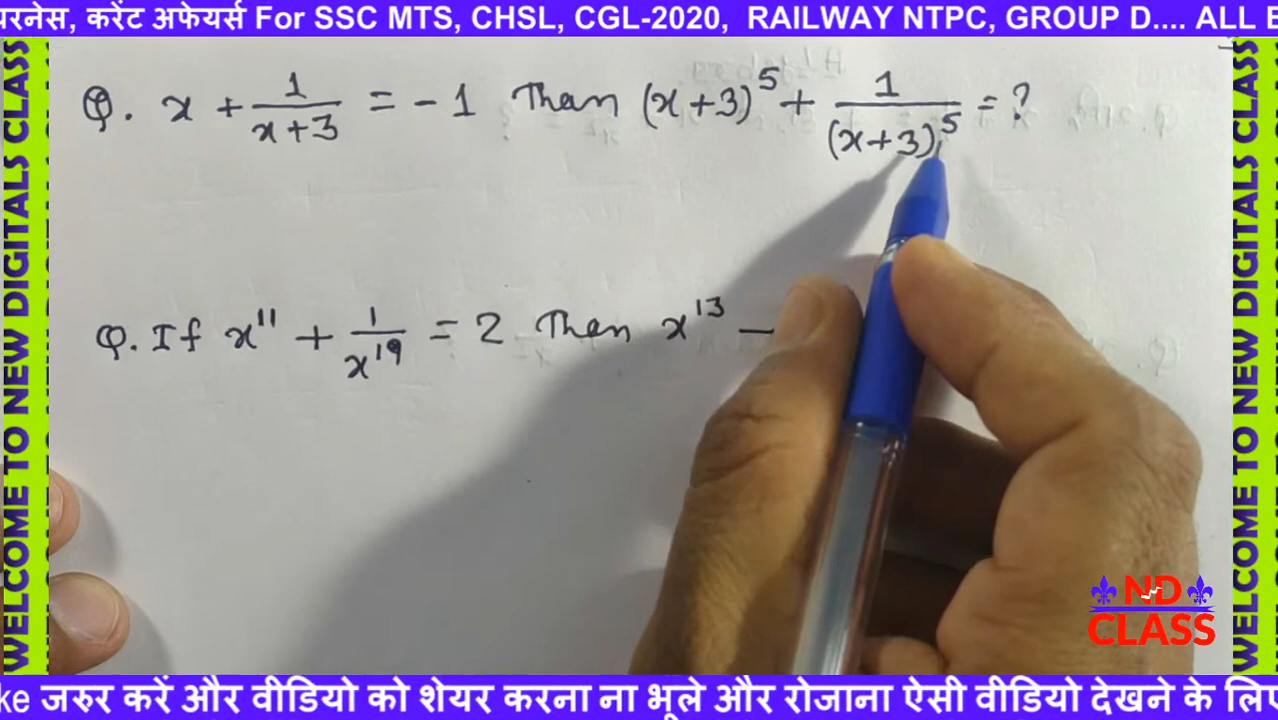 परनेस, करेंट अफेयर्स For SSC MTS, CHSL, CGL-2020, RAILWAY NTPC, GROUP D.... ALL E
WELCOME TO NEW DIGITALS CLASS
Q. x + 1/(x+3) = -1 Than (x+3)^5 + 1/(x+3)^5 = ?
Q. If x^11 + 1/x^19 = 2 Than x^13 -
WELCOME TO NEW DIGITALS CLASS
ND
CLASS
ke जरुर करें और वीडियो को शेयर करना ना भूले और रोजाना ऐसी वीडियो देखने के लिए